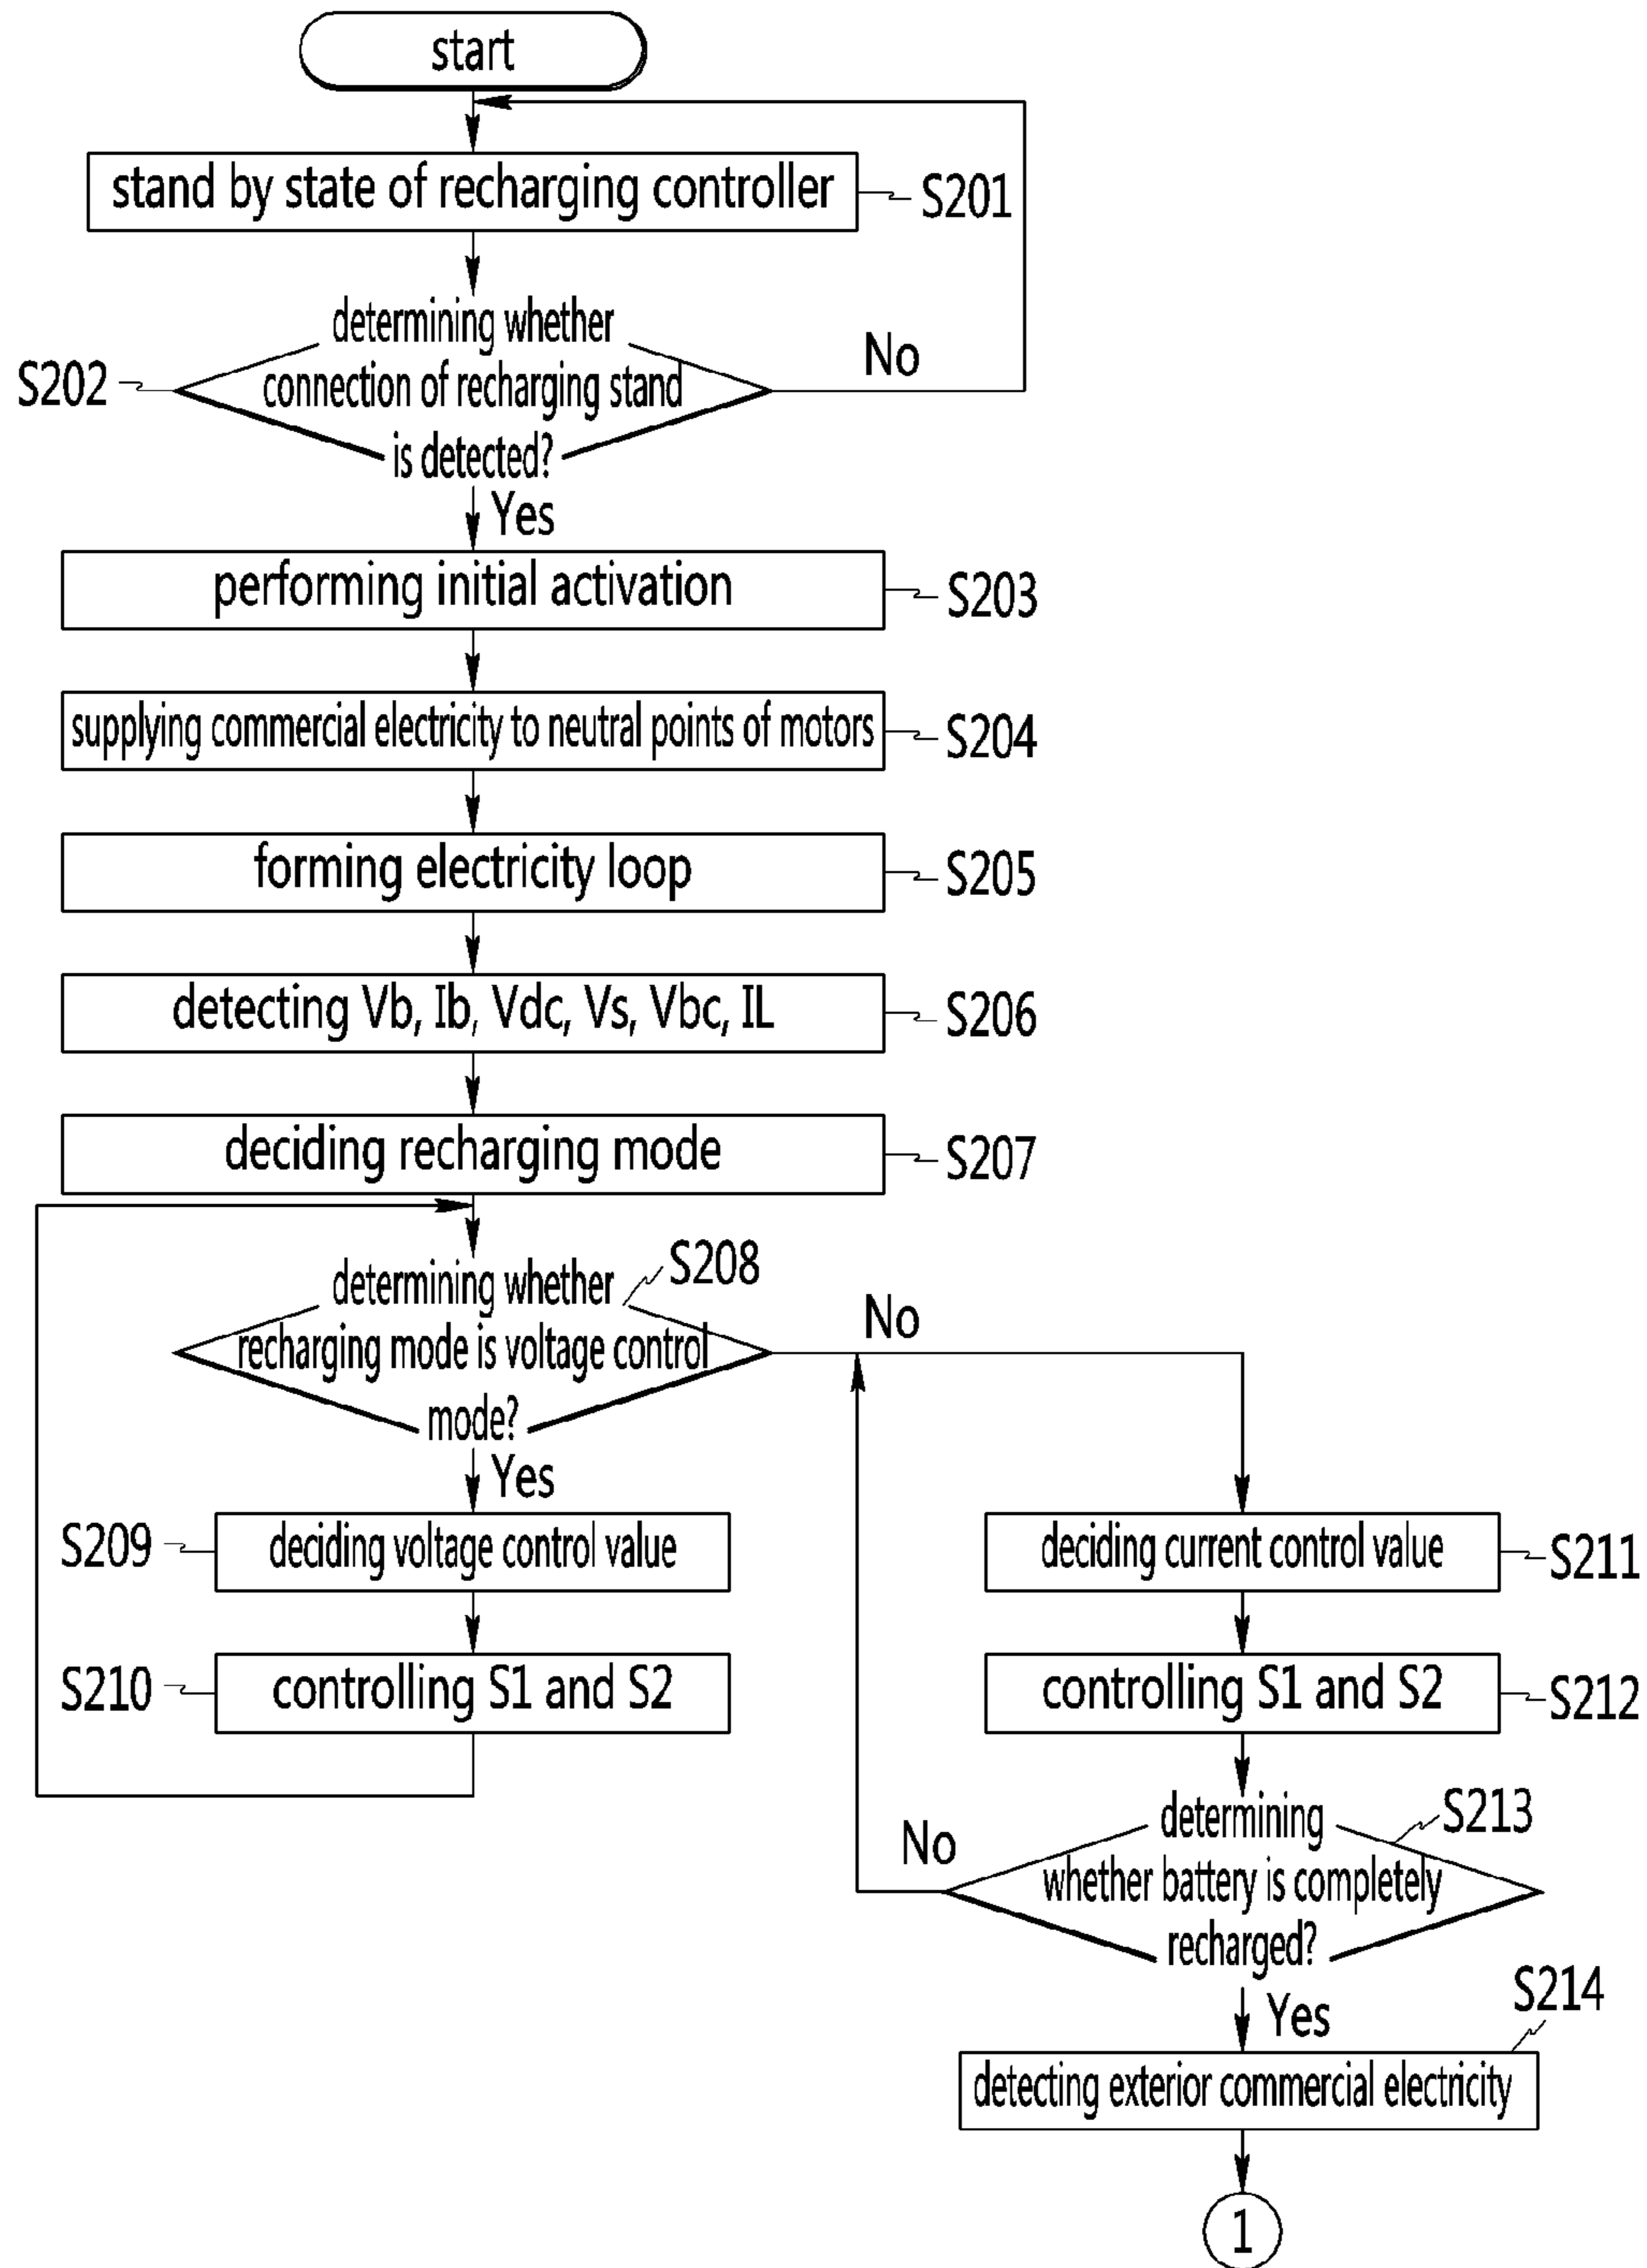 start
stand by state of recharging controller
S201
determining whether
connection of recharging stand
is detected?
S202
No
Yes
performing initial activation
S203
supplying commercial electricity to neutral points of motors
S204
forming electricity loop
S205
detecting Vb, Ib, Vdc, Vs, Vbc, IL
S206
deciding recharging mode
S207
determining whether
recharging mode is voltage control
mode?
S208
No
Yes
S209
deciding voltage control value
S210
controlling S1 and S2
deciding current control value
S211
controlling S1 and S2
S212
determining
whether battery is completely
recharged?
S213
No
Yes
S214
detecting exterior commercial electricity
1